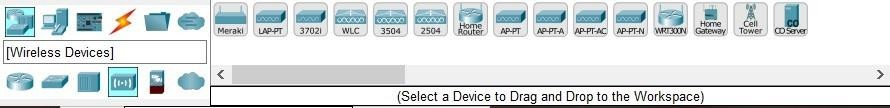 Meraki LAP-PT 3702i WLC 3504 2504 Home Router AP-PT AP-PT-A AP-PT-AC AP-PT-N WRT300N Home Gateway Cell Tower CO Server
[Wireless Devices]
(Select a Device to Drag and Drop to the Workspace)